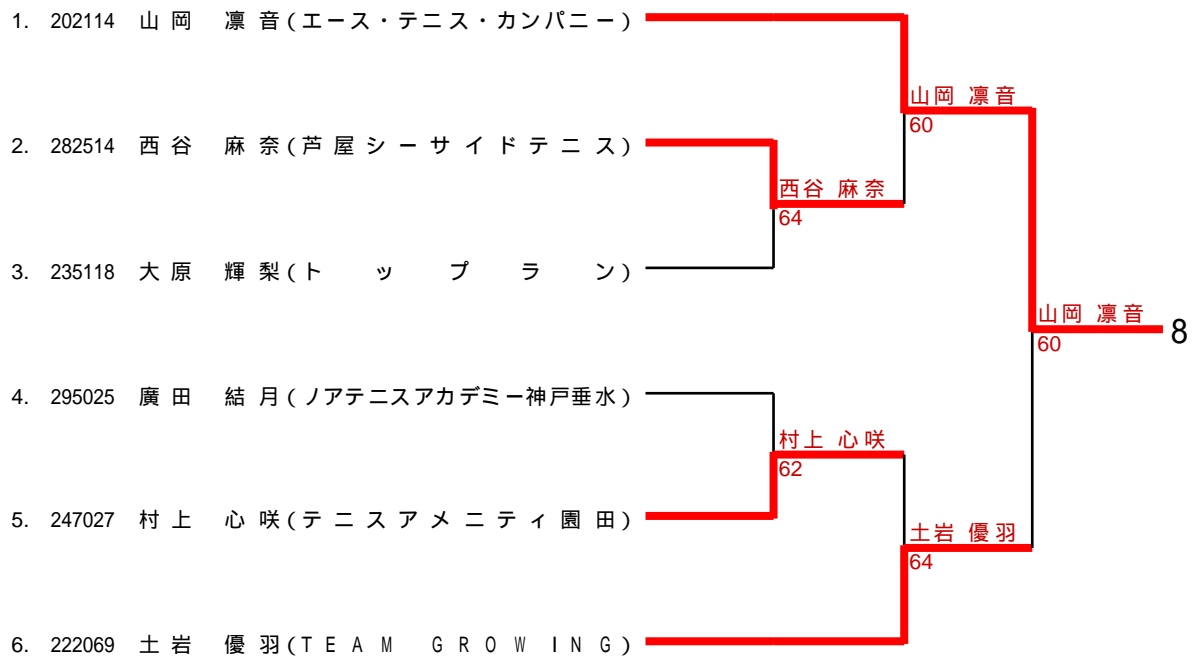 1. 202114 山岡 凛音(エース・テニス・カンパニー)
山岡 凛音
60
2. 282514 西谷 麻奈(芦屋シーサイドテニス)
西谷 麻奈
64
3. 235118 大原 輝梨(トップラン)
山岡 凛音
8
60
4. 295025 廣田 結月(ノアテニスアカデミー神戸垂水)
村上 心咲
62
5. 247027 村上 心咲(テニスアメニティ園田)
土岩 優羽
64
6. 222069 土岩 優羽(TEAM GROWING)